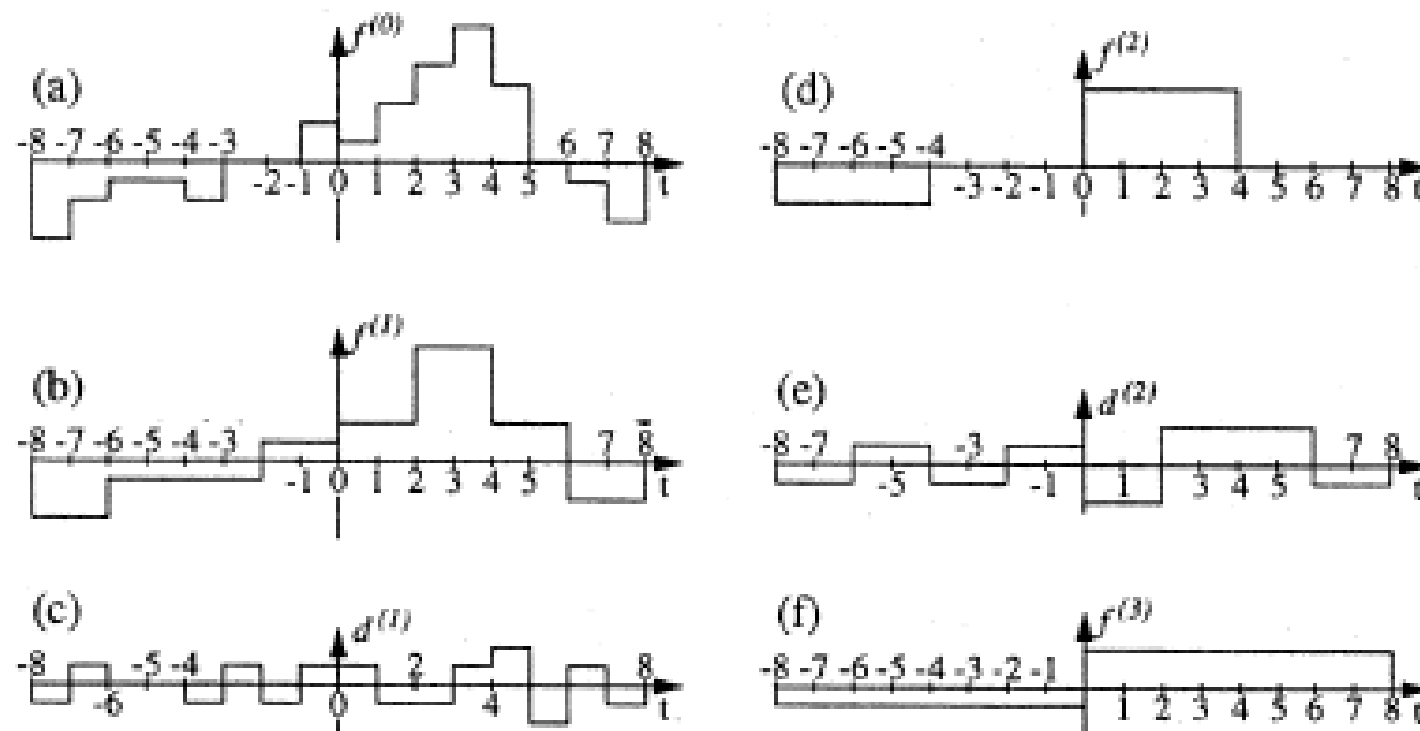 (a)
f(0)
-8 -7 -6 -5 -4 -3 6 7 8
-2 -1 0 1 2 3 4 5 t
(b)
f(1)
-8 -7 -6 -5 -4 -3 7 8
-1 0 1 2 3 4 5 t
(c)
d(1)
-8 -5 -4 2 8
-6 0 4 t
(d)
f(2)
-8 -7 -6 -5 -4
-3 -2 -1 0 1 2 3 4 5 6 7 8 t
(e)
d(2)
-8 -7 -3 7 8
-5 -1 1 3 4 5 t
(f)
f(3)
-8 -7 -6 -5 -4 -3 -2 -1
1 2 3 4 5 6 7 8 t